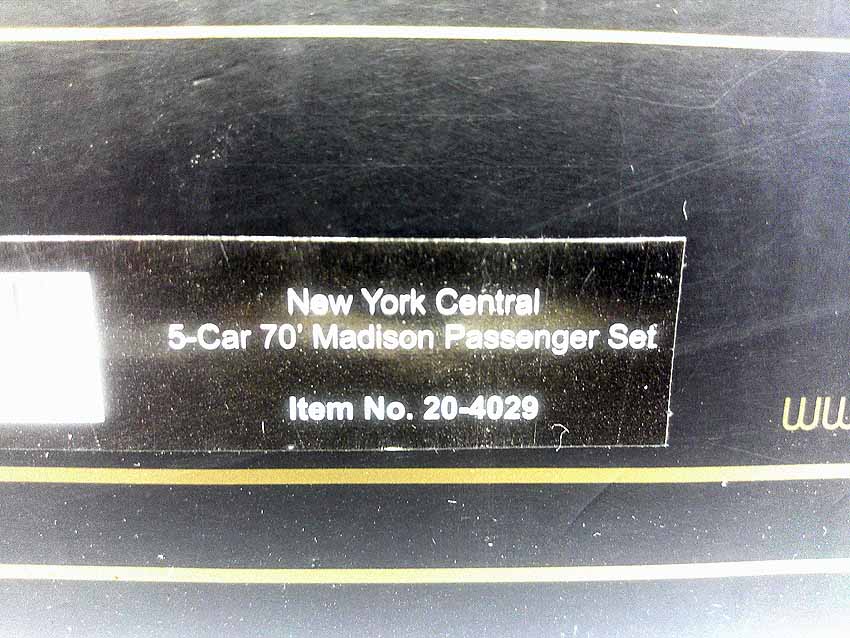 New York Central
5-Car 70' Madison Passenger Set
Item No. 20-4029